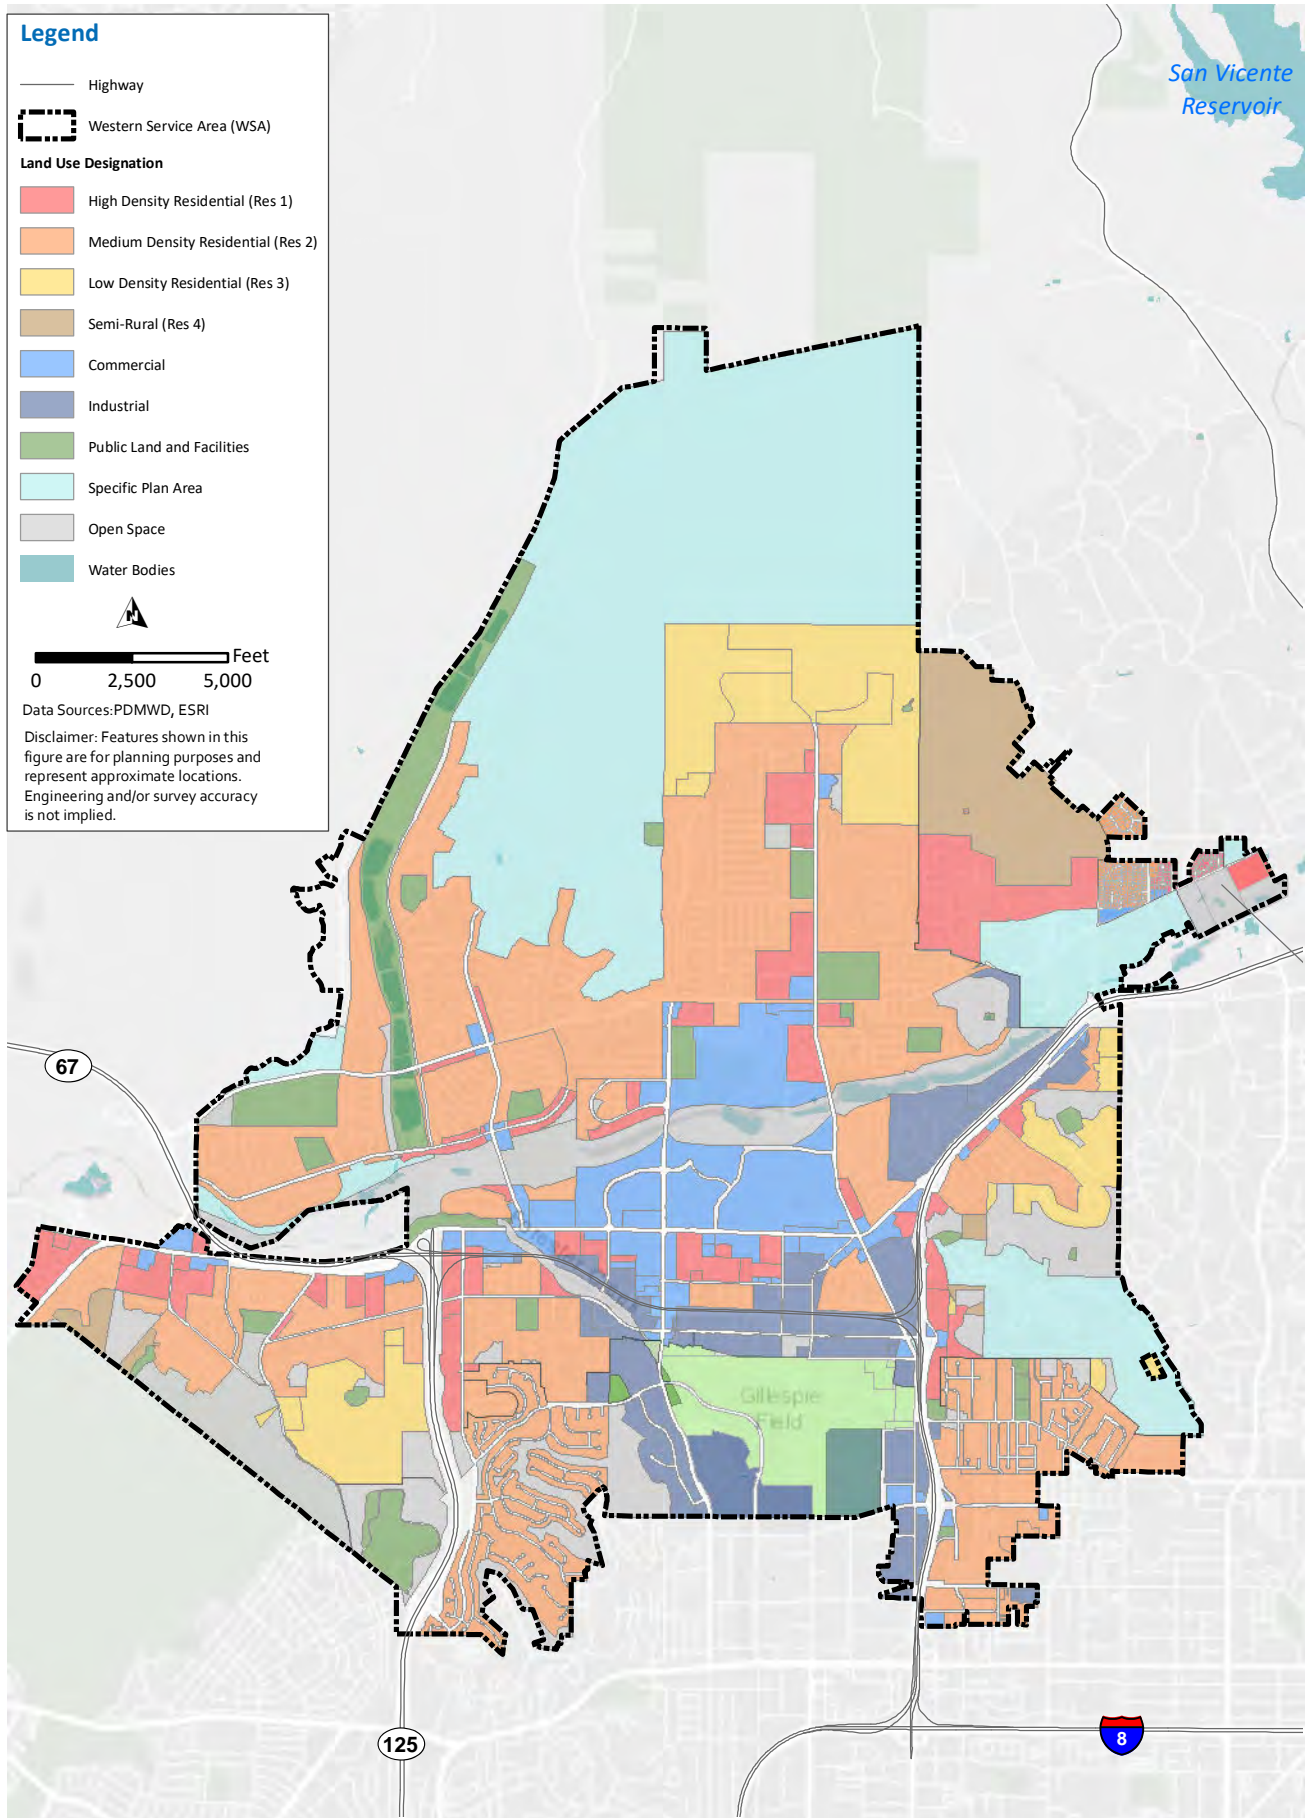 Legend
Highway
Western Service Area (WSA)
Land Use Designation
High Density Residential (Res 1)
Medium Density Residential (Res 2)
Low Density Residential (Res 3)
Semi-Rural (Res 4)
Commercial
Industrial
Public Land and Facilities
Specific Plan Area
Open Space
Water Bodies
N
Feet
0 2,500 5,000
Data Sources:PDMWD, ESRI
Disclaimer: Features shown in this
figure are for planning purposes and
represent approximate locations.
Engineering and/or survey accuracy
is not implied.
San Vicente
Reservoir
67
Gillespie
Field
125
8